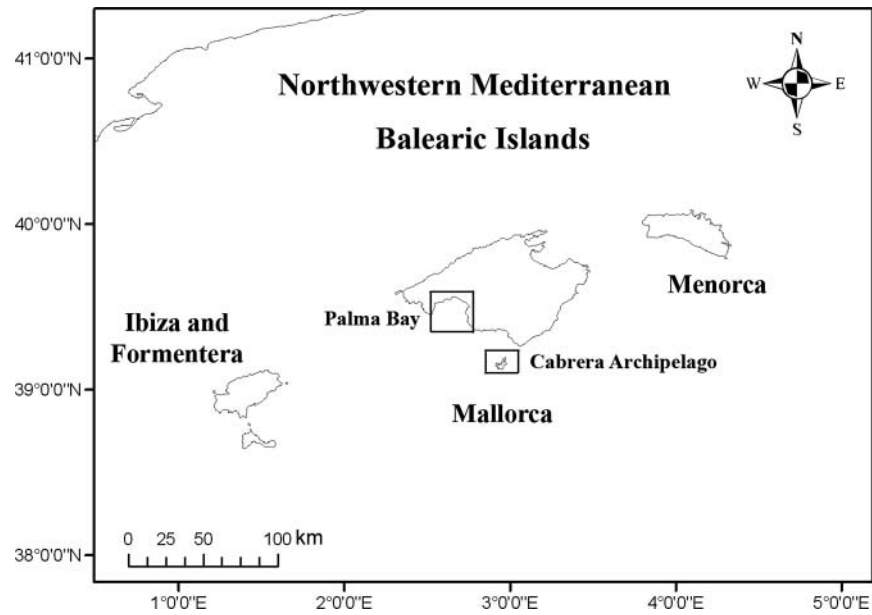 41°0'0"N
Northwestern Mediterranean
Balearic Islands
N
W E
S
40°0'0"N
Menorca
Palma Bay
Ibiza and
Formentera
Cabrera Archipelago
39°0'0"N
Mallorca
0 25 50 100 km
38°0'0"N
1°0'0"E 2°0'0"E 3°0'0"E 4°0'0"E 5°0'0"E